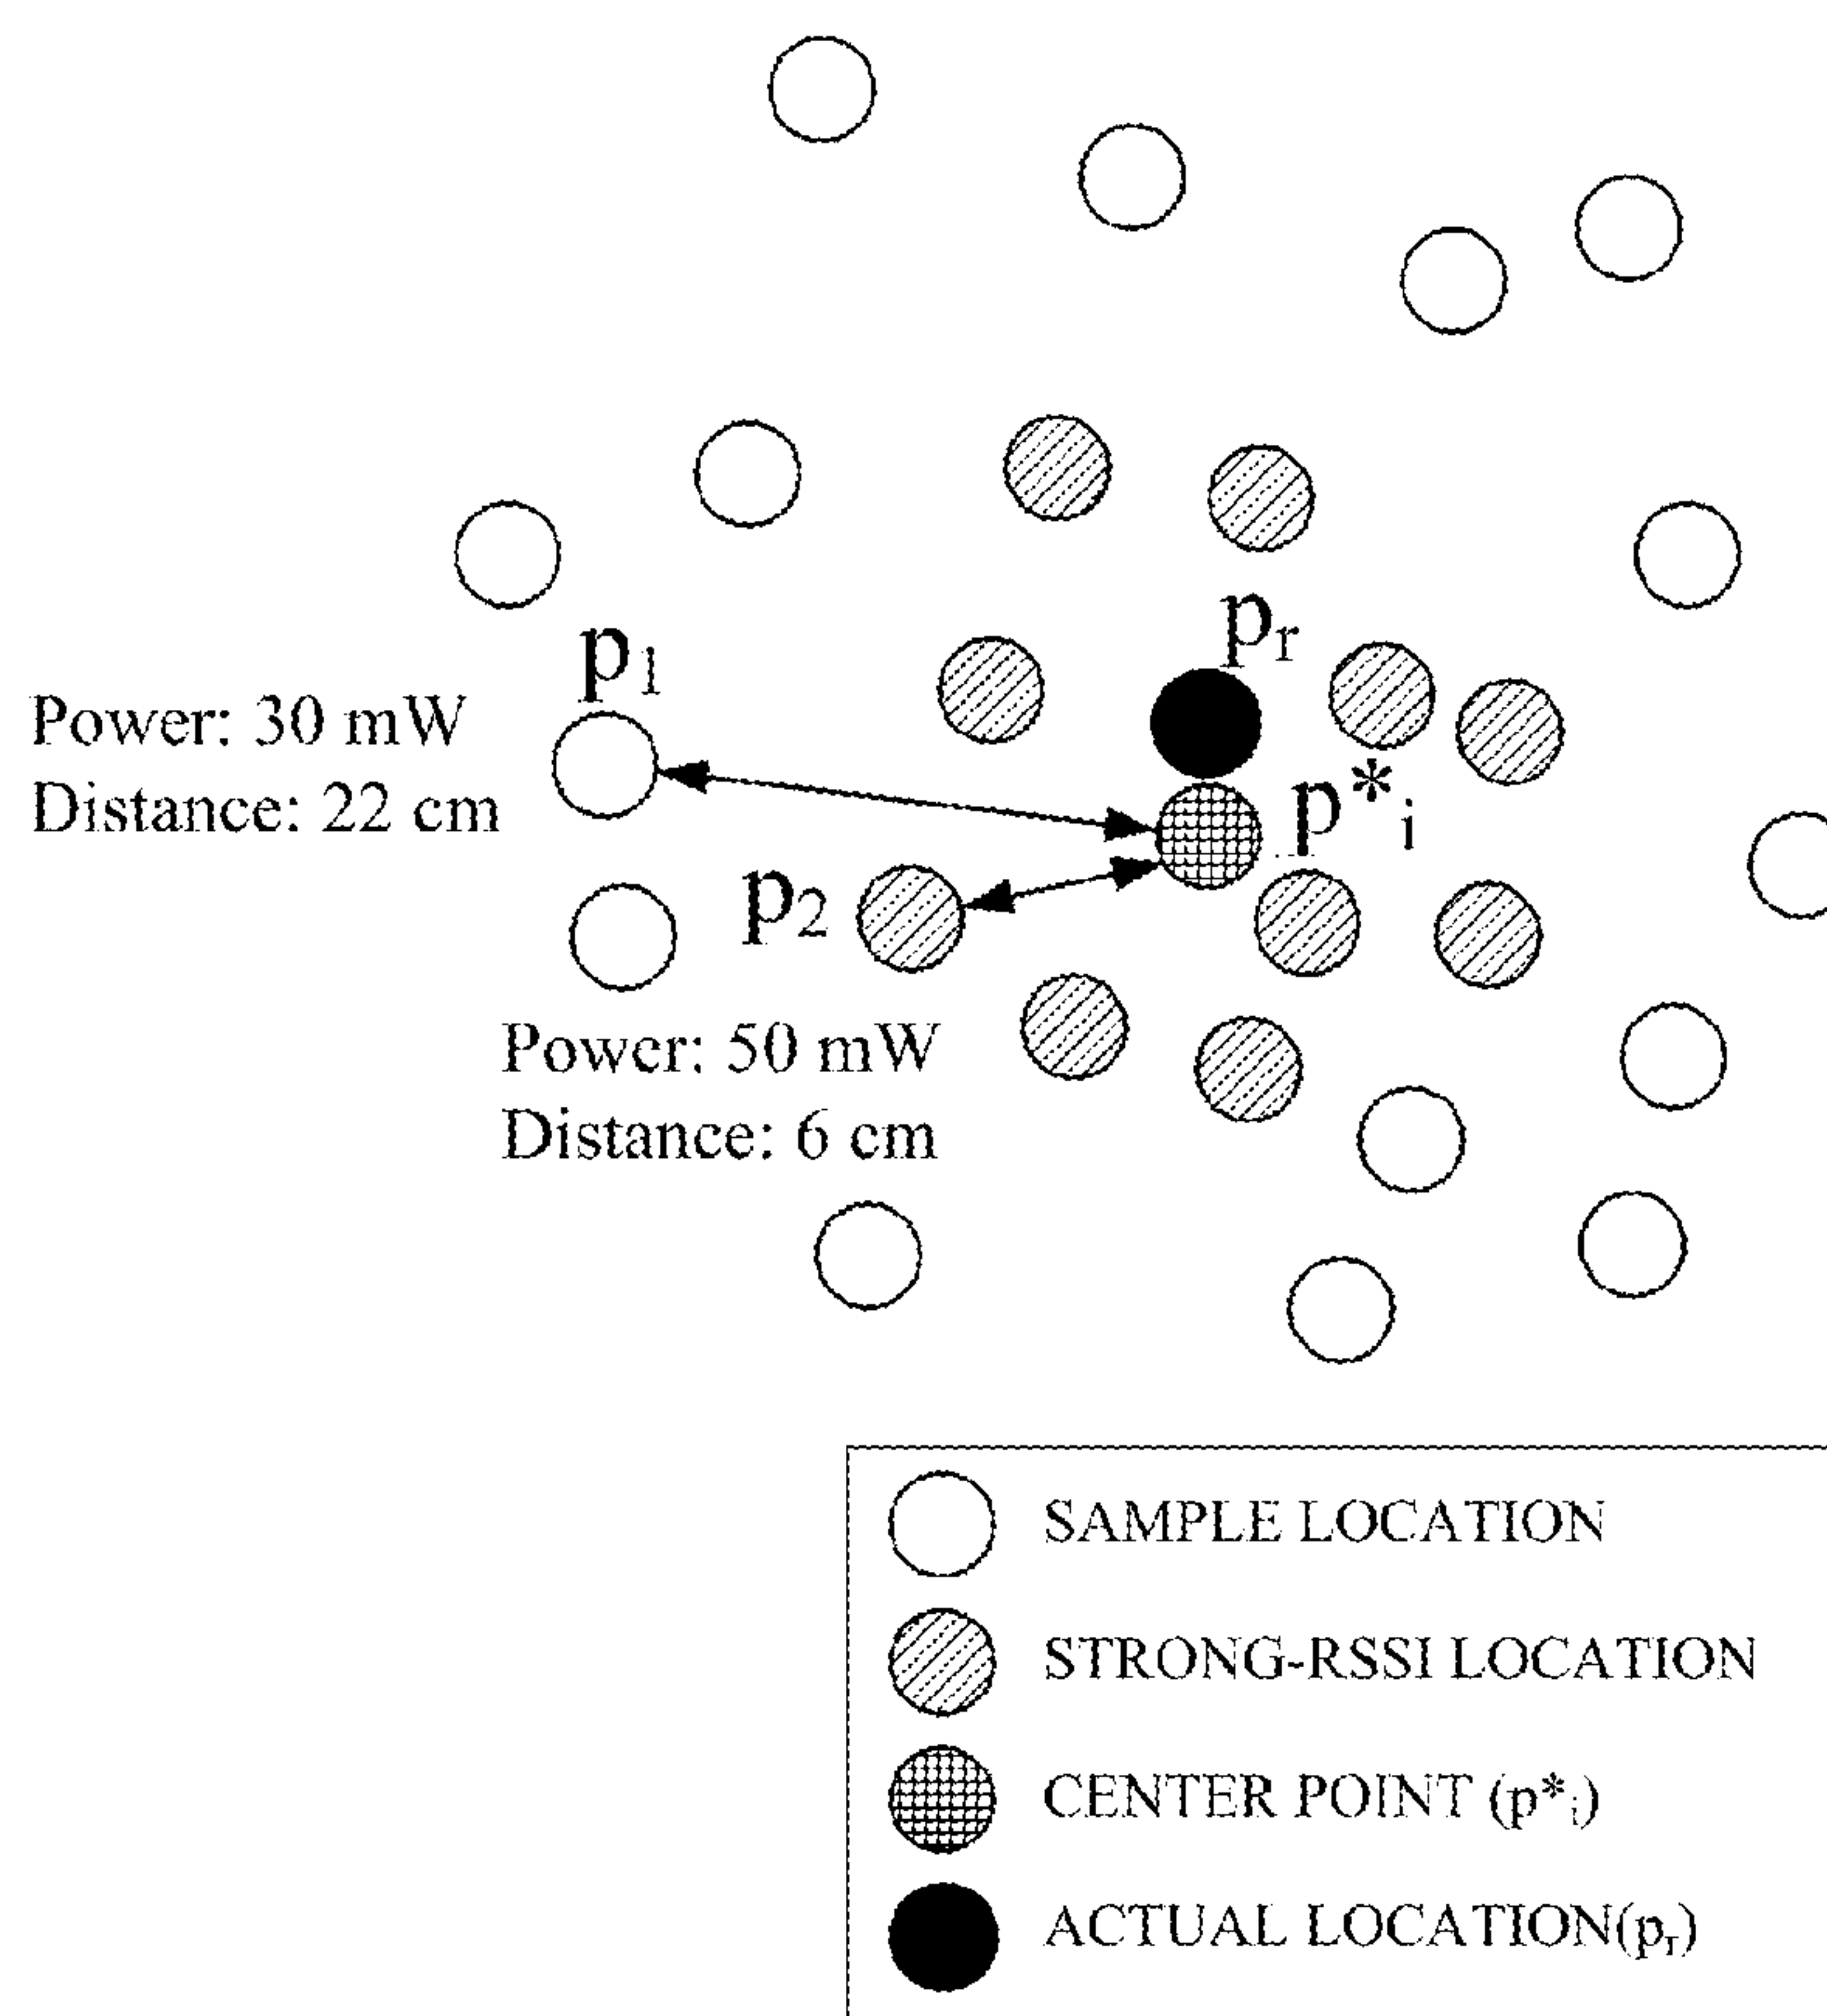 pr
p1
Power: 30 mW
Distance: 22 cm
p*i
p2
Power: 50 mW
Distance: 6 cm
SAMPLE LOCATION
STRONG-RSSI LOCATION
CENTER POINT (p*i)
ACTUAL LOCATION(pr)